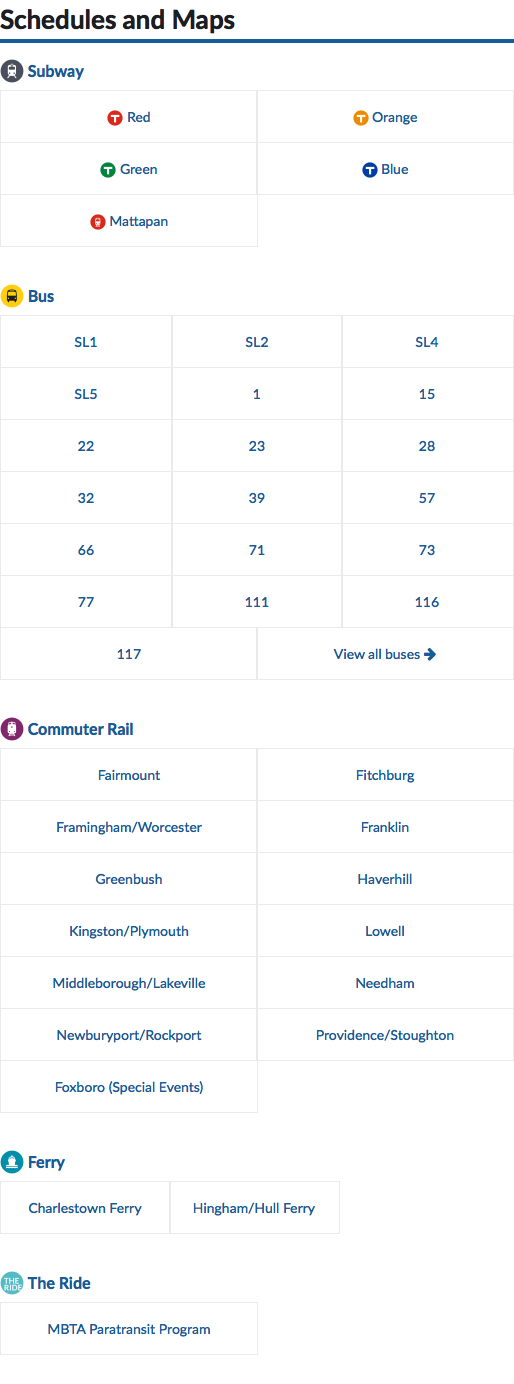 Schedules and Maps
Subway
T Red
T Orange
T Green
T Blue
Mattapan
Bus
SL1 SL2 SL4
SL5 1 15
22 23 28
32 39 57
66 71 73
77 111 116
117 View all buses
Commuter Rail
Fairmount Fitchburg
Framingham/Worcester Franklin
Greenbush Haverhill
Kingston/Plymouth Lowell
Middleborough/Lakeville Needham
Newburyport/Rockport Providence/Stoughton
Foxboro (Special Events)
Ferry
Charlestown Ferry Hingham/Hull Ferry
THE RIDE The Ride
MBTA Paratransit Program